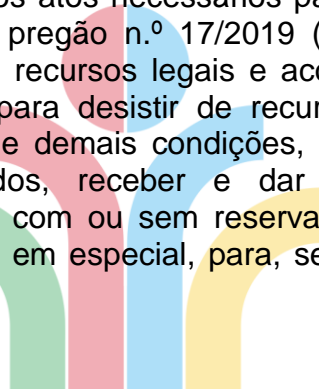 os atos necessários pa
pregão n.º 17/2019 (
recursos legais e aco
para desistir de recur
e demais condições,
dos, receber e dar
com ou sem reserva
em especial, para, se